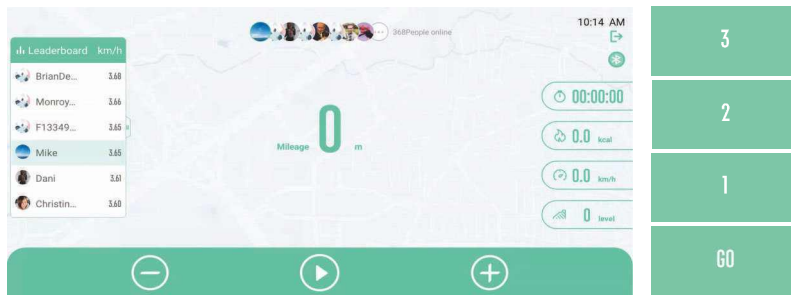 10:14 AM
368People online
Leaderboard km/h
BrianDe... 3.68
Monroy... 3.66
F13349... 3.65
Mike 3.65
Dani 3.61
Christin... 3.60
Mileage 0 m
00:00:00
0.0 kcal
0.0 km/h
0 level
3
2
1
GO